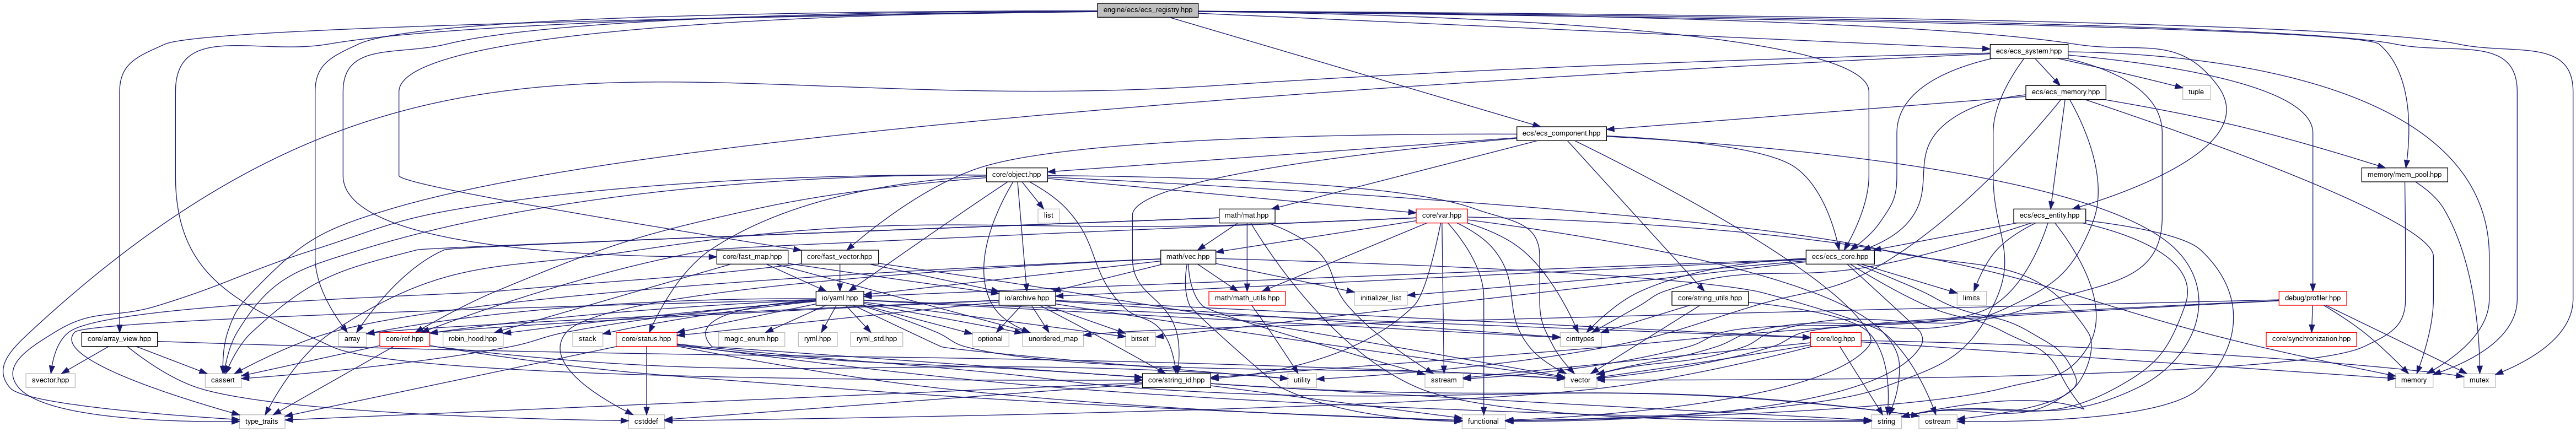 engine/ecs/ecs_registry.hpp
ecs/ecs_system.hpp
tuple
ecs/ecs_memory.hpp
ecs/ecs_component.hpp
core/object.hpp
memory/mem_pool.hpp
list
math/mat.hpp
core/var.hpp
ecs/ecs_entity.hpp
core/fast_map.hpp
core/fast_vector.hpp
math/vec.hpp
ecs/ecs_core.hpp
io/yaml.hpp
io/archive.hpp
math/math_utils.hpp
initializer_list
core/string_utils.hpp
limits
debug/profiler.hpp
core/array_view.hpp
array
core/ref.hpp
robin_hood.hpp
stack
core/status.hpp
magic_enum.hpp
ryml.hpp
ryml_std.hpp
optional
unordered_map
bitset
cinttypes
core/log.hpp
core/synchronization.hpp
svector.hpp
cassert
core/string_id.hpp
utility
sstream
vector
memory
mutex
type_traits
cstddef
functional
string
ostream